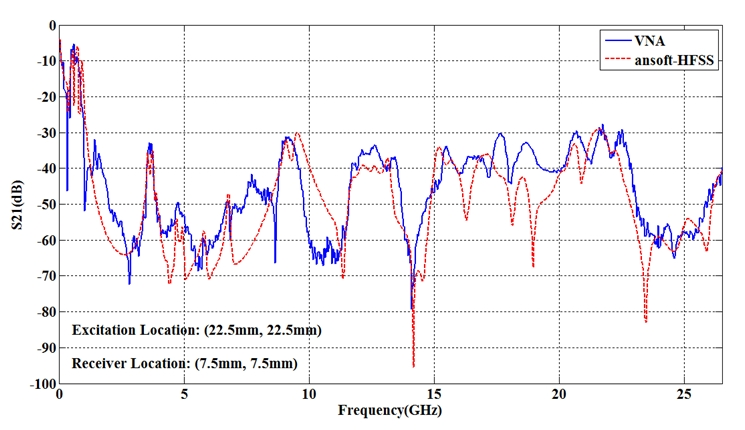 0
-10
-20
-30
-40
-50
-60
-70
-80
-90
-100
S21(dB)
VNA
ansoft-HFSS
Excitation Location: (22.5mm, 22.5mm)
Receiver Location: (7.5mm, 7.5mm)
0 5 10 15 20 25
Frequency(GHz)